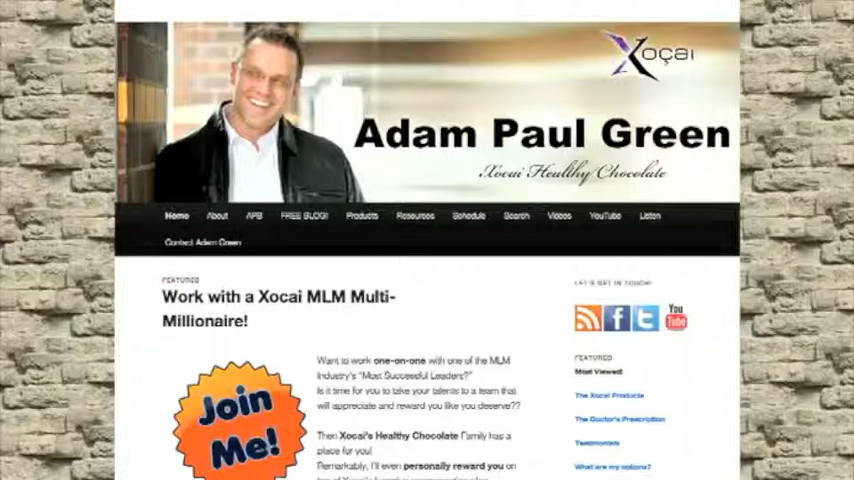 Xoçai
Adam Paul Green
Xocai Healthy Chocolate
Home About APB FREE BLOG! Products Resources Schedule Search Videos YouTube Listen
Contact Adam Green
FEATURED
Work with a Xocai MLM Multi-
Millionaire!
Join
Me!
Want to work one-on-one with one of the MLM
Industry's "Most Successful Leaders?"
Is it time for you to take your talents to a team that
will appreciate and reward you like you deserve??
Then Xocai's Healthy Chocolate Family has a
place for you!
Remarkably, I'll even personally reward you on
LET'S GET IN TOUCH!
You
Tube
FEATURED
Most Viewed!
The Xocai Products
The Doctor's Prescription
Testimonials
What are my options?